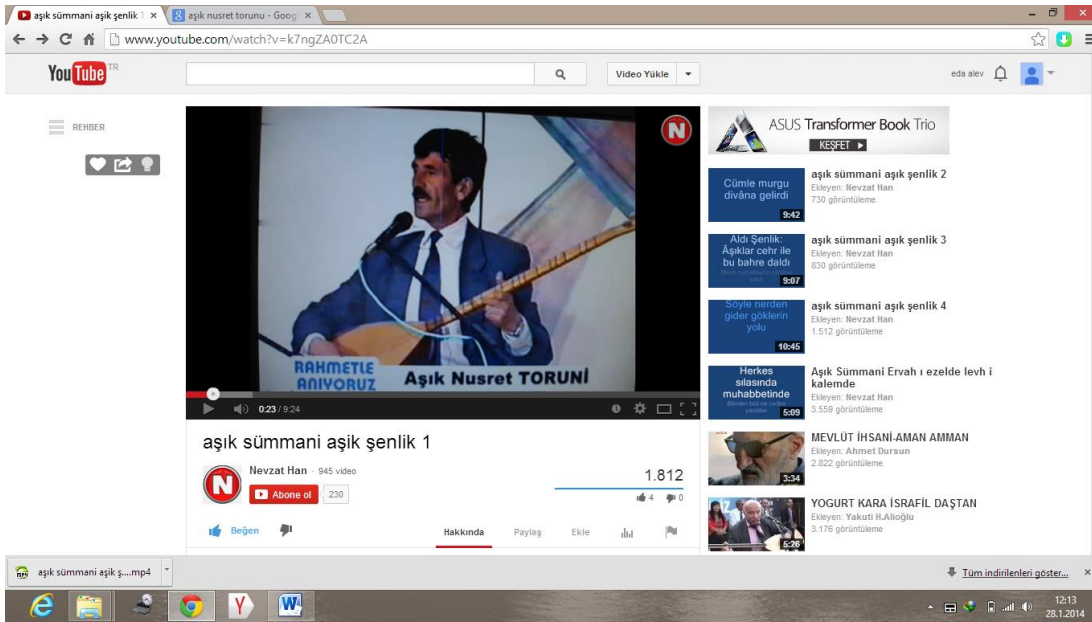 aşık sümmani aşik şenlik 1
aşık nusret torunu - Googl
www.youtube.com/watch?v=k7ngZA0TC2A
YouTube TR
Video Yükle
eda alev
REHBER
N
RAHMETLE
ANIYORUZ
Aşık Nusret TORUNİ
0:23 / 9:24
aşık sümmani aşik şenlik 1
N
Nevzat Han · 945 video
Abone ol 230
1.812
4 0
Beğen
Hakkında Paylaş Ekle
ASUS Transformer Book Trio
KEŞFET
Cümle murgu
divâna gelirdi
9:42
aşık sümmani aşık şenlik 2
Ekleyen: Nevzat Han
730 görüntüleme
Aldı Şenlik:
Âşıklar cehr ile
bu bahre daldı
9:07
aşık sümmani aşık şenlik 3
Ekleyen: Nevzat Han
830 görüntüleme
Söyle nerden
gider göklerin
yolu
10:45
aşık sümmani aşık şenlik 4
Ekleyen: Nevzat Han
1.512 görüntüleme
Herkes
sılasında
muhabbetinde
5:09
Aşık Sümmani Ervah ı ezelde levh i
kalemde
Ekleyen: Nevzat Han
3.559 görüntüleme
3:34
MEVLÜT İHSANİ-AMAN AMMAN
Ekleyen: Ahmet Dursun
2.822 görüntüleme
5:26
YOGURT KARA İSRAFİL DAŞTAN
Ekleyen: Yakuti H.Alioğlu
3.176 görüntüleme
aşık sümmani aşik ş....mp4
Tüm indirilenleri göster...
12:13
28.1.2014